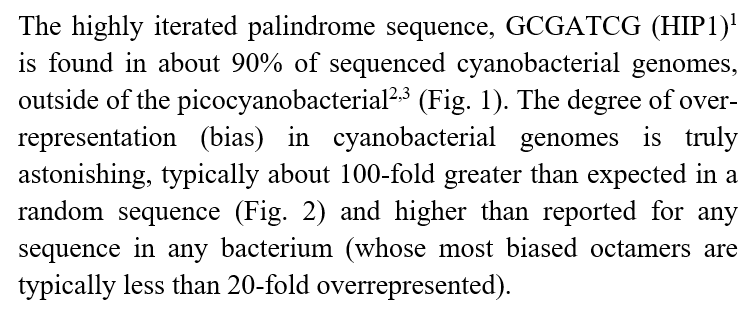 The highly iterated palindrome sequence, GCGATCG (HIP1)¹
is found in about 90% of sequenced cyanobacterial genomes,
outside of the picocyanobacterial²,³ (Fig. 1). The degree of over-
representation (bias) in cyanobacterial genomes is truly
astonishing, typically about 100-fold greater than expected in a
random sequence (Fig. 2) and higher than reported for any
sequence in any bacterium (whose most biased octamers are
typically less than 20-fold overrepresented).